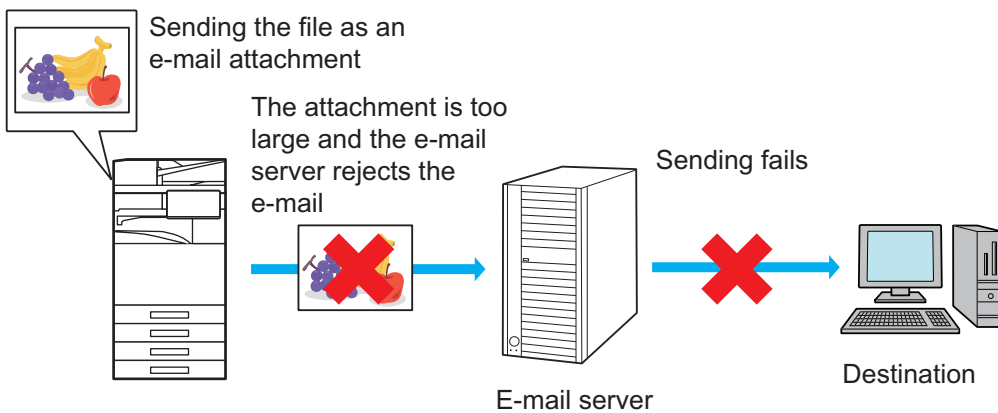 Sending the file as an
e-mail attachment
The attachment is too
large and the e-mail
server rejects the
e-mail
Sending fails
E-mail server
Destination